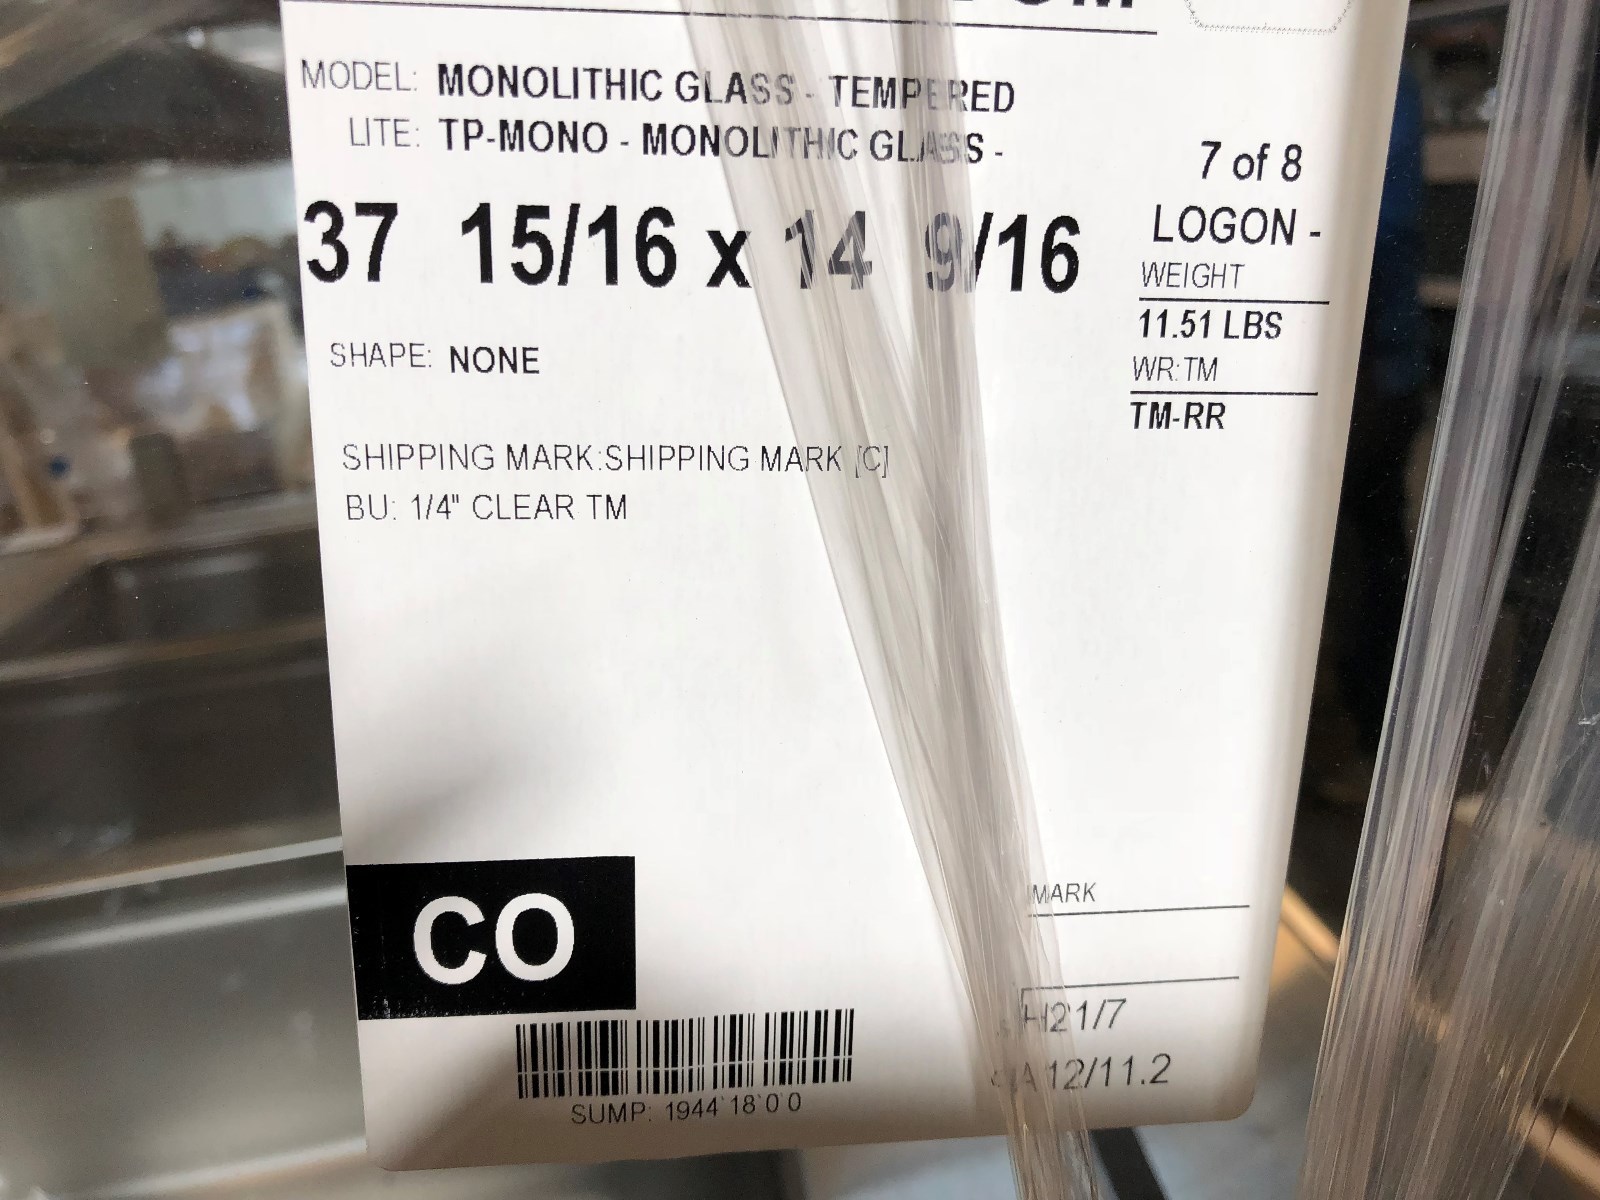 MODEL: MONOLITHIC GLASS - TEMPERED
LITE: TP-MONO - MONOLITHIC GLASS -
7 of 8
37 15/16 x 14 9/16
LOGON -
WEIGHT
11.51 LBS
SHAPE: NONE
WR:TM
TM-RR
SHIPPING MARK:SHIPPING MARK [C]
BU: 1/4" CLEAR TM
MARK
CO
H21/7
12/11.2
SUMP: 1944`18`0`0